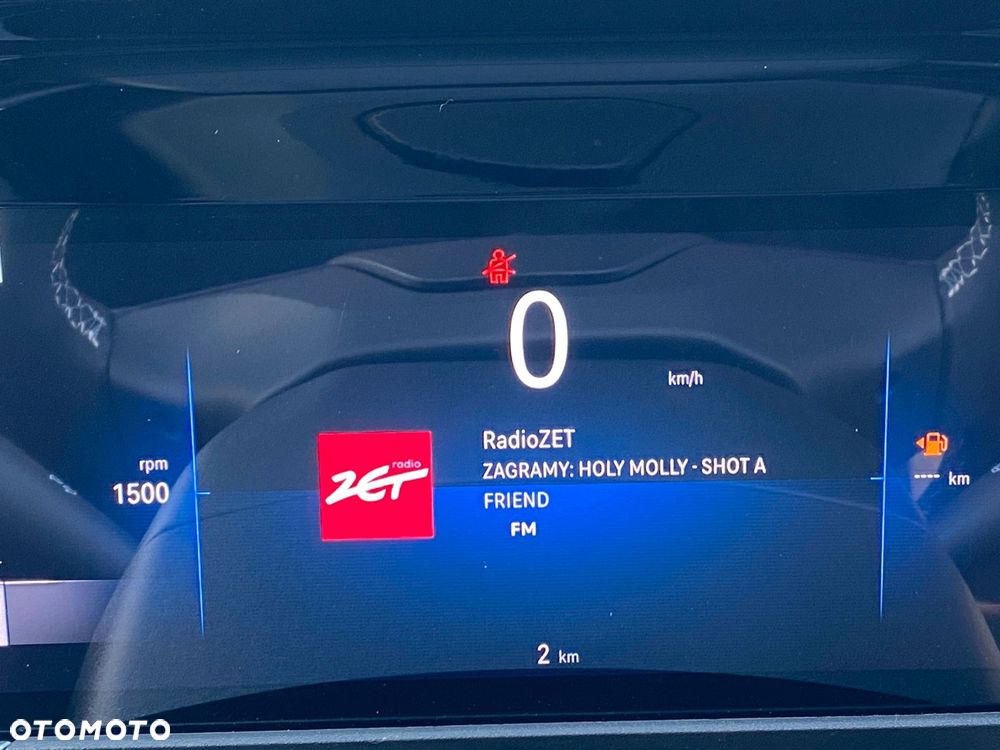 0
km/h
rpm
1500
radio
ZET
RadioZET
ZAGRAMY: HOLY MOLLY - SHOT A
FRIEND
FM
---- km
2 km
OTOMOTO